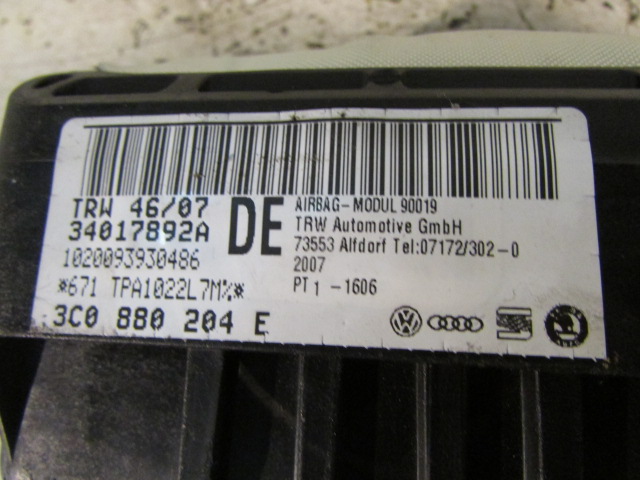 TRW 46/07
34017892A
1020093930486
*671 TPA1022L7M%*
3C0 880 204 E
DE
AIRBAG-MODUL 90019
TRW Automotive GmbH
73553 Alfdorf Tel:07172/302-0
2007
PT 1 -1606